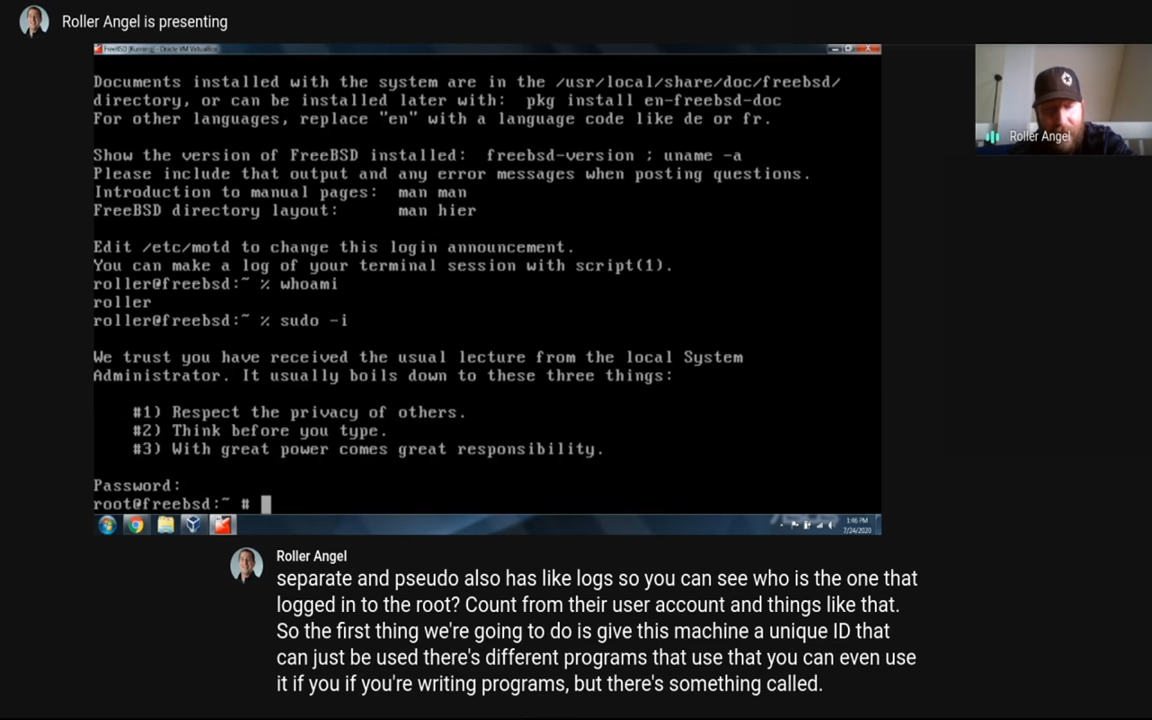 Roller Angel is presenting
FreeBSD [Running] - Oracle VM VirtualBox
Documents installed with the system are in the /usr/local/share/doc/freebsd/
directory, or can be installed later with:  pkg install en-freebsd-doc
For other languages, replace "en" with a language code like de or fr.
Show the version of FreeBSD installed:  freebsd-version ; uname -a
Please include that output and any error messages when posting questions.
Introduction to manual pages:  man man
FreeBSD directory layout:      man hier
Edit /etc/motd to change this login announcement.
You can make a log of your terminal session with script(1).
roller@freebsd:~ % whoami
roller
roller@freebsd:~ % sudo -i
We trust you have received the usual lecture from the local System
Administrator. It usually boils down to these three things:
#1) Respect the privacy of others.
#2) Think before you type.
#3) With great power comes great responsibility.
Password:
root@freebsd:~ #
1:46 PM
7/24/2020
Roller Angel
Roller Angel
separate and pseudo also has like logs so you can see who is the one that
logged in to the root? Count from their user account and things like that.
So the first thing we're going to do is give this machine a unique ID that
can just be used there's different programs that use that you can even use
it if you if you're writing programs, but there's something called.